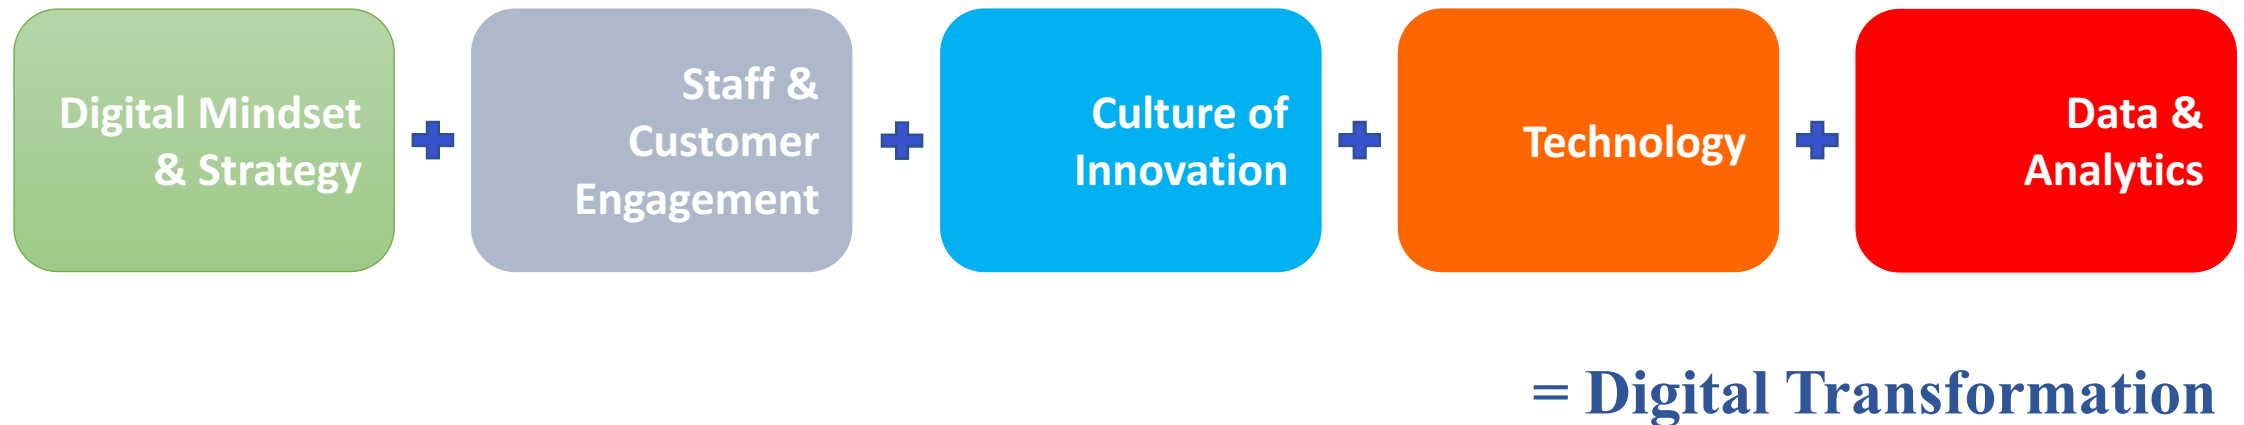 Digital Mindset
& Strategy
Staff &
Customer
Engagement
Culture of
Innovation
Technology
Data &
Analytics
= Digital Transformation